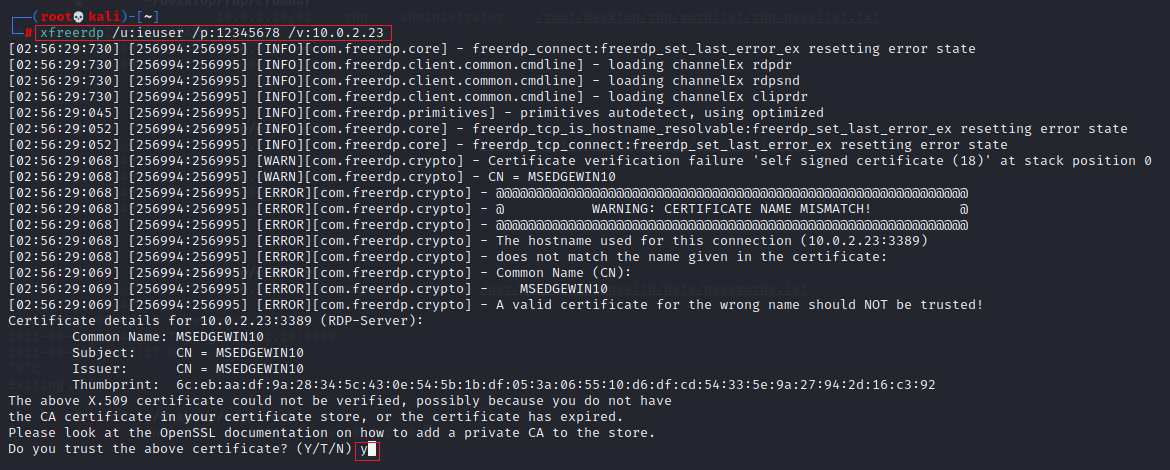 10.0.2.23/32 rdp administrator
┌──(root💀kali)-[~]
└─# xfreerdp /u:ieuser /p:12345678 /v:10.0.2.23
[02:56:29:730] [256994:256995] [INFO][com.freerdp.core] - freerdp_connect:freerdp_set_last_error_ex resetting error state
[02:56:29:730] [256994:256995] [INFO][com.freerdp.client.common.cmdline] - loading channelEx rdpdr
[02:56:29:730] [256994:256995] [INFO][com.freerdp.client.common.cmdline] - loading channelEx rdpsnd
[02:56:29:730] [256994:256995] [INFO][com.freerdp.client.common.cmdline] - loading channelEx cliprdr
[02:56:29:045] [256994:256995] [INFO][com.freerdp.primitives] - primitives autodetect, using optimized
[02:56:29:052] [256994:256995] [INFO][com.freerdp.core] - freerdp_tcp_is_hostname_resolvable:freerdp_set_last_error_ex resetting error state
[02:56:29:052] [256994:256995] [INFO][com.freerdp.core] - freerdp_tcp_connect:freerdp_set_last_error_ex resetting error state
[02:56:29:068] [256994:256995] [WARN][com.freerdp.crypto] - Certificate verification failure 'self signed certificate (18)' at stack position 0
[02:56:29:068] [256994:256995] [WARN][com.freerdp.crypto] - CN = MSEDGEWIN10
[02:56:29:068] [256994:256995] [ERROR][com.freerdp.crypto] - @@@@@@@@@@@@@@@@@@@@@@@@@@@@@@@@@@@@@@@@@@@@@@@@@@@@@@@@@@@
[02:56:29:068] [256994:256995] [ERROR][com.freerdp.crypto] - @           WARNING: CERTIFICATE NAME MISMATCH!           @
[02:56:29:068] [256994:256995] [ERROR][com.freerdp.crypto] - @@@@@@@@@@@@@@@@@@@@@@@@@@@@@@@@@@@@@@@@@@@@@@@@@@@@@@@@@@@
[02:56:29:068] [256994:256995] [ERROR][com.freerdp.crypto] - The hostname used for this connection (10.0.2.23:3389)
[02:56:29:068] [256994:256995] [ERROR][com.freerdp.crypto] - does not match the name given in the certificate:
[02:56:29:069] [256994:256995] [ERROR][com.freerdp.crypto] - Common Name (CN):
[02:56:29:069] [256994:256995] [ERROR][com.freerdp.crypto] -    MSEDGEWIN10
[02:56:29:069] [256994:256995] [ERROR][com.freerdp.crypto] - A valid certificate for the wrong name should NOT be trusted!
Certificate details for 10.0.2.23:3389 (RDP-Server):
        Common Name: MSEDGEWIN10
        Subject:     CN = MSEDGEWIN10
        Issuer:      CN = MSEDGEWIN10
        Thumbprint:  6c:eb:aa:df:9a:28:34:5c:43:0e:54:5b:1b:df:05:3a:06:55:10:d6:df:cd:54:33:5e:9a:27:94:2d:16:c3:92
The above X.509 certificate could not be verified, possibly because you do not have
the CA certificate in your certificate store, or the certificate has expired.
Please look at the OpenSSL documentation on how to add a private CA to the store.
Do you trust the above certificate? (Y/T/N) y